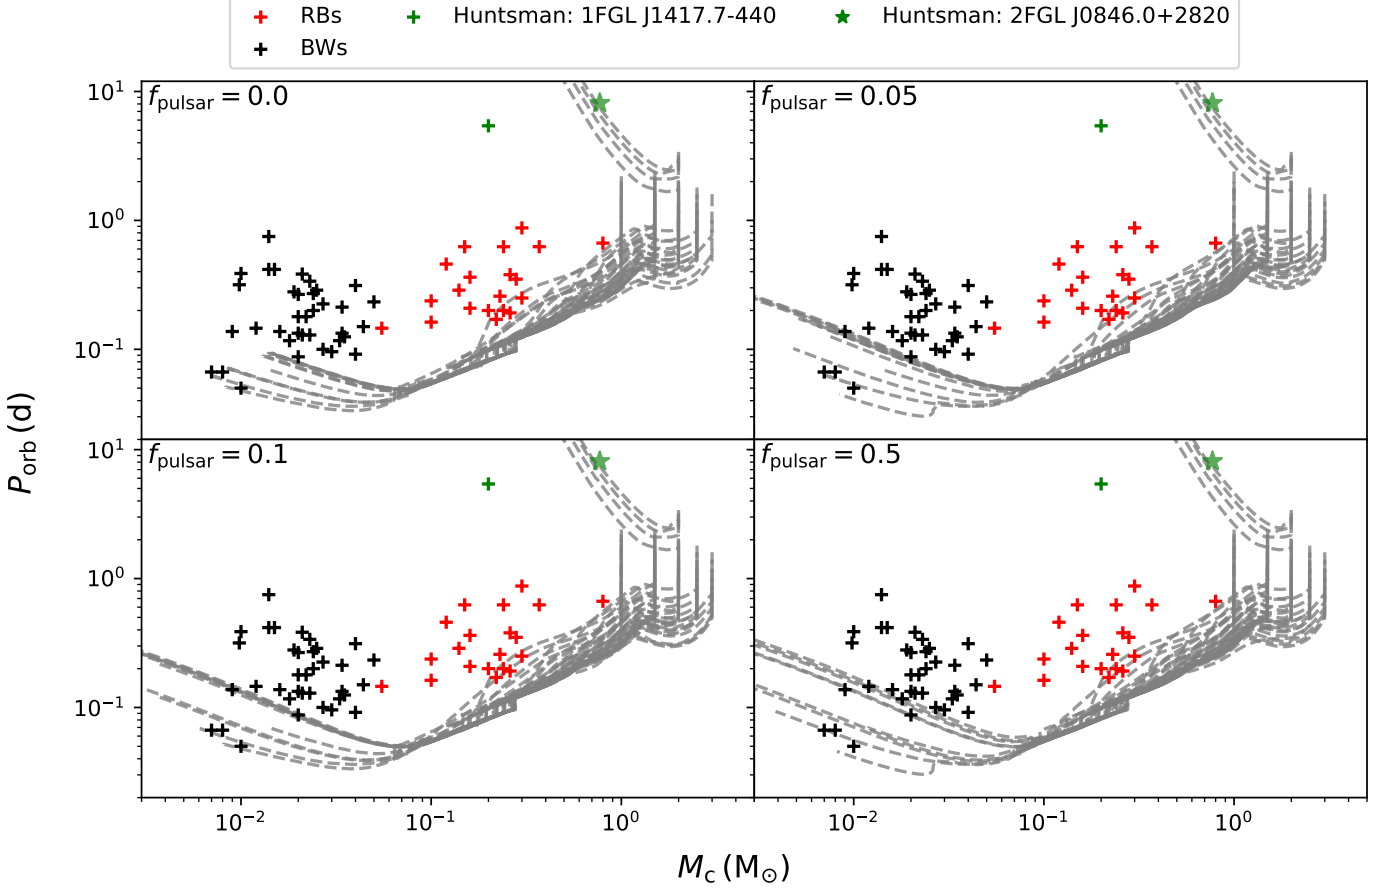 RBs
BWs
Huntsman: 1FGL J1417.7-440
Huntsman: 2FGL J0846.0+2820
f_pulsar = 0.0
f_pulsar = 0.05
10^1
10^0
10^−1
f_pulsar = 0.1
f_pulsar = 0.5
10^1
10^0
10^−1
P_orb (d)
10^−2 10^−1 10^0 10^−2 10^−1 10^0
M_c (M_⊙)